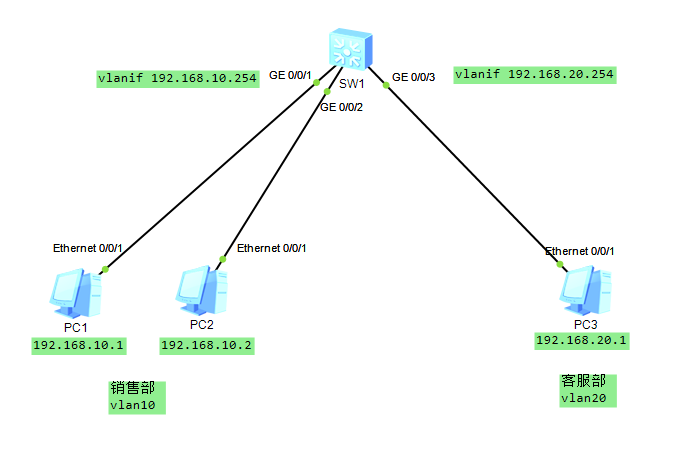 SW1
vlanif 192.168.10.254
GE 0/0/1
GE 0/0/2
GE 0/0/3
vlanif 192.168.20.254
Ethernet 0/0/1
Ethernet 0/0/1
Ethernet 0/0/1
PC1
PC2
PC3
192.168.10.1
192.168.10.2
192.168.20.1
销售部
vlan10
客服部
vlan20